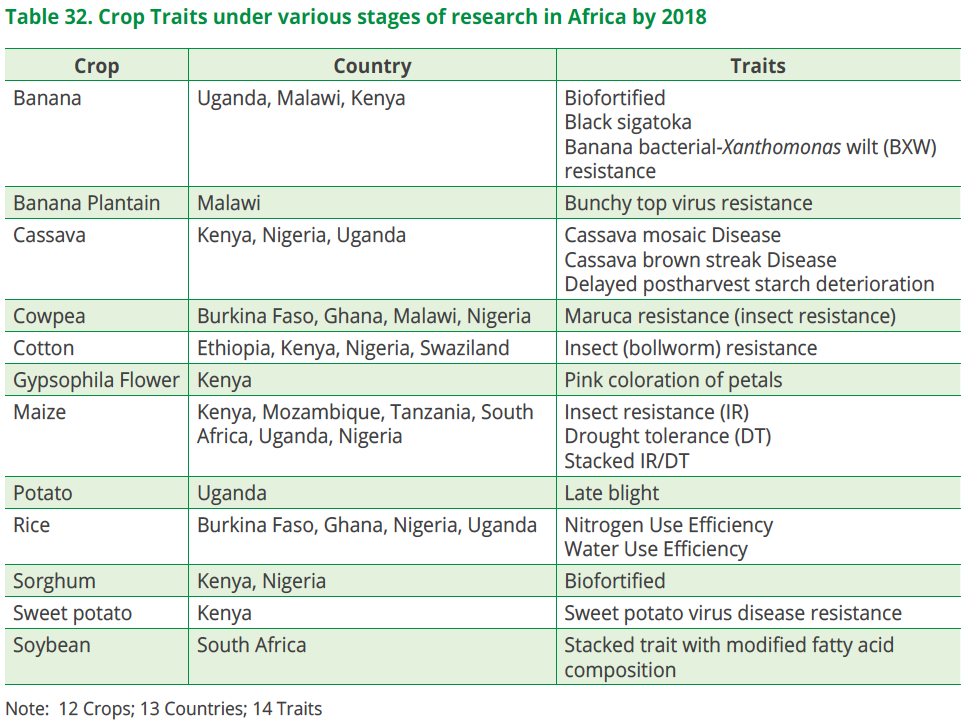 Table 32. Crop Traits under various stages of research in Africa by 2018
Crop Country Traits
Banana Uganda, Malawi, Kenya Biofortified
Black sigatoka
Banana bacterial-Xanthomonas wilt (BXW)
resistance
Banana Plantain Malawi Bunchy top virus resistance
Cassava Kenya, Nigeria, Uganda Cassava mosaic Disease
Cassava brown streak Disease
Delayed postharvest starch deterioration
Cowpea Burkina Faso, Ghana, Malawi, Nigeria Maruca resistance (insect resistance)
Cotton Ethiopia, Kenya, Nigeria, Swaziland Insect (bollworm) resistance
Gypsophila Flower Kenya Pink coloration of petals
Maize Kenya, Mozambique, Tanzania, South Insect resistance (IR)
Africa, Uganda, Nigeria Drought tolerance (DT)
Stacked IR/DT
Potato Uganda Late blight
Rice Burkina Faso, Ghana, Nigeria, Uganda Nitrogen Use Efficiency
Water Use Efficiency
Sorghum Kenya, Nigeria Biofortified
Sweet potato Kenya Sweet potato virus disease resistance
Soybean South Africa Stacked trait with modified fatty acid
composition
Note: 12 Crops; 13 Countries; 14 Traits